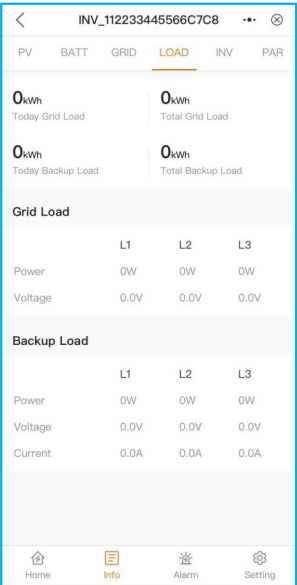 INV_112233445566C7C8
PV BATT GRID LOAD INV PAR
0kWh 0kWh
Today Grid Load Total Grid Load
0kWh 0kWh
Today Backup Load Total Backup Load
Grid Load
L1 L2 L3
Power 0W 0W 0W
Voltage 0.0V 0.0V 0.0V
Backup Load
L1 L2 L3
Power 0W 0W 0W
Voltage 0.0V 0.0V 0.0V
Current 0.0A 0.0A 0.0A
Home Info Alarm Setting